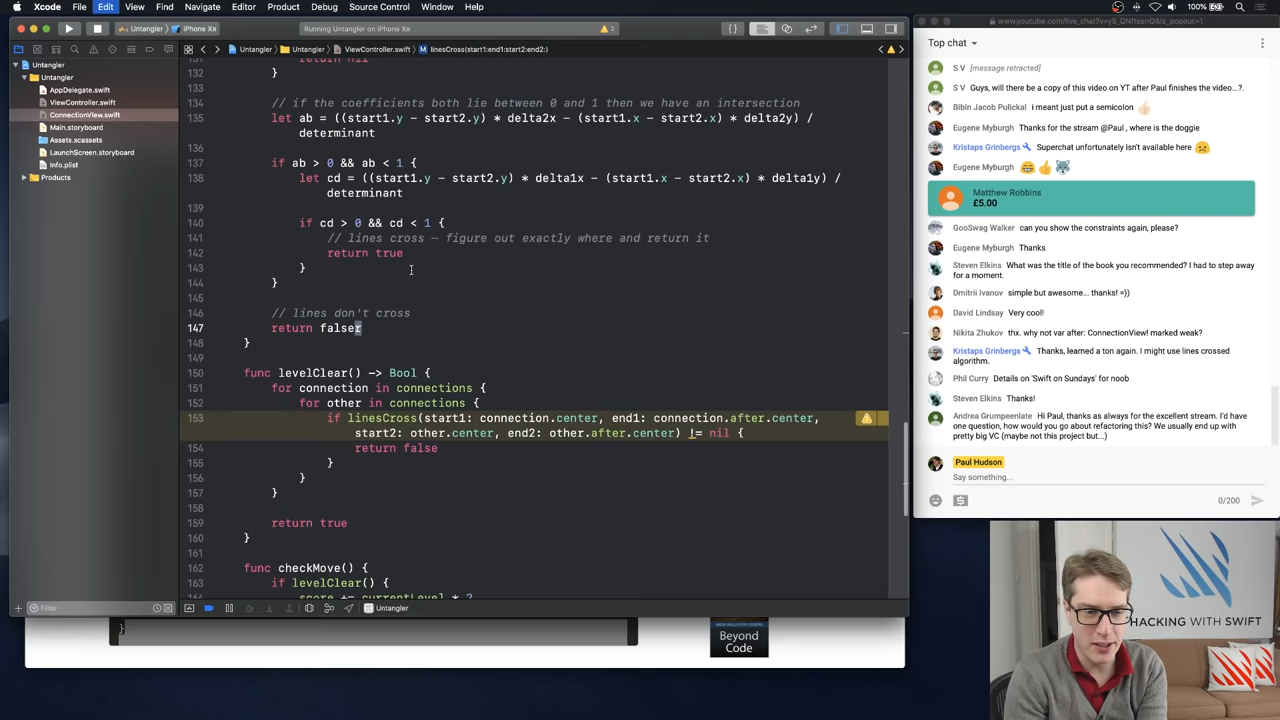 Xcode File Edit View Find Navigate Editor Product Debug Source Control Window Help
100%
Untangler iPhone Xʀ
Running Untangler on iPhone Xʀ
2
www.youtube.com/live_chat?v=yS_QNftsenQ&is_popout=1
Untangler
Untangler
AppDelegate.swift
ViewController.swift
ConnectionView.swift
Main.storyboard
Assets.xcassets
LaunchScreen.storyboard
Info.plist
Products
Filter
Untangler Untangler ViewController.swift linesCross(start1:end1:start2:end2:)
131 return nil
132 }
133
134 // if the coefficients both lie between 0 and 1 then we have an intersection
135 let ab = ((start1.y - start2.y) * delta2x - (start1.x - start2.x) * delta2y) /
determinant
136
137 if ab > 0 && ab < 1 {
138 let cd = ((start1.y - start2.y) * delta1x - (start1.x - start2.x) * delta1y) /
determinant
139
140 if cd > 0 && cd < 1 {
141 // lines cross – figure out exactly where and return it
142 return true
143 }
144 }
145
146 // lines don't cross
147 return falser
148 }
149
150 func levelClear() -> Bool {
151 for connection in connections {
152 for other in connections {
153 if linesCross(start1: connection.center, end1: connection.after.center,
start2: other.center, end2: other.after.center) != nil {
154 return false
155 }
156 }
157 }
158
159 return true
160 }
161
162 func checkMove() {
163 if levelClear() {
164 score += currentLevel * 2
Untangler
Top chat
S V [message retracted]
S V Guys, will there be a copy of this video on YT after Paul finishes the video...?.
Bibin Jacob Pulickal i meant just put a semicolon
Eugene Myburgh Thanks for the stream @Paul , where is the doggie
Kristaps Grinbergs Superchat unfortunately isn't available here
Eugene Myburgh
Matthew Robbins
£5.00
GooSwag Walker can you show the constraints again, please?
Eugene Myburgh Thanks
Steven Elkins What was the title of the book you recommended? I had to step away
for a moment.
Dmitrii Ivanov simple but awesome... thanks! =))
David Lindsay Very cool!
Nikita Zhukov thx. why not var after: ConnectionView! marked weak?
Kristaps Grinbergs Thanks, learned a ton again. I might use lines crossed
algorithm.
Phil Curry Details on 'Swift on Sundays' for noob
Steven Elkins Thanks!
Andrea Grumpeenlate Hi Paul, thanks as always for the excellent stream. I'd have
one question, how would you go about refactoring this? We usually end up with
pretty big VC (maybe not this project but...)
Paul Hudson
Say something...
0/200
}
Beyond
Code
HACKING WITH SWIFT